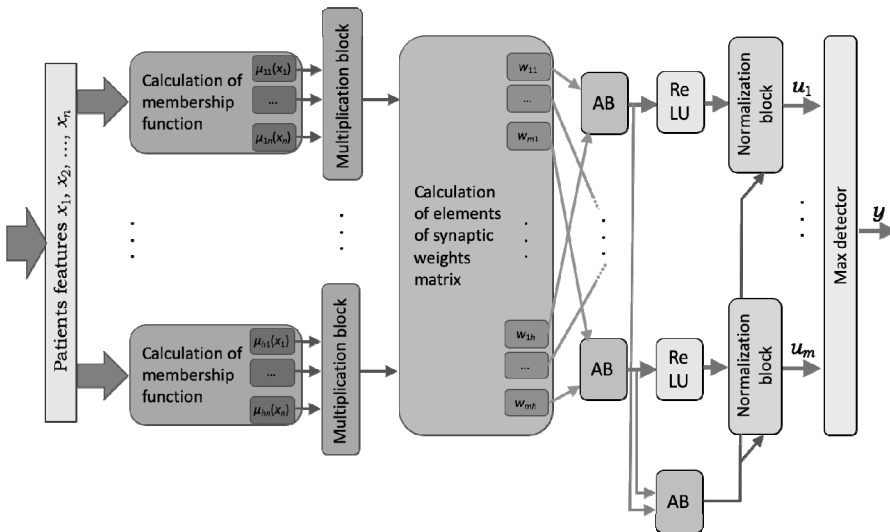 Patients features x₁, x₂, ..., xₙ
Calculation of
membership
function
μ₁₁(x₁)
...
μ₁ₙ(xₙ)
Multiplication block
Calculation of
membership
function
μₕ₁(x₁)
...
μₕₙ(xₙ)
Multiplication block
Calculation
of elements
of synaptic
weights
matrix
w₁₁
...
wₘ₁
w₁ₕ
...
wₘₕ
AB
Re
LU
Normalization
block
u₁
AB
Re
LU
Normalization
block
uₘ
AB
Max detector
y